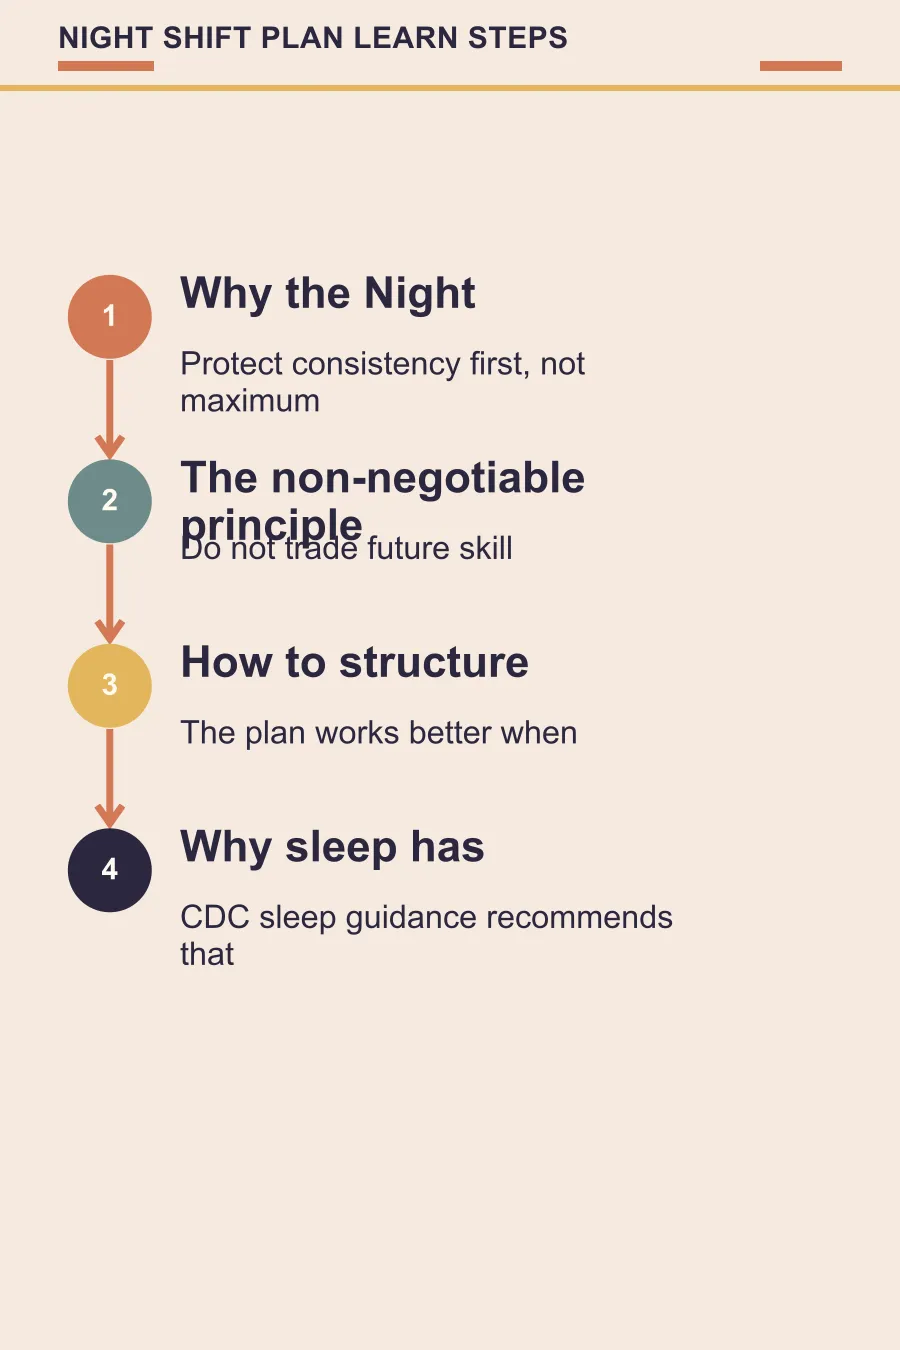 NIGHT SHIFT PLAN LEARN STEPS
1
Why the Night
Protect consistency first, not
maximum
2
The non-negotiable
principle
Do not trade future skill
3
How to structure
The plan works better when
4
Why sleep has
CDC sleep guidance recommends
that